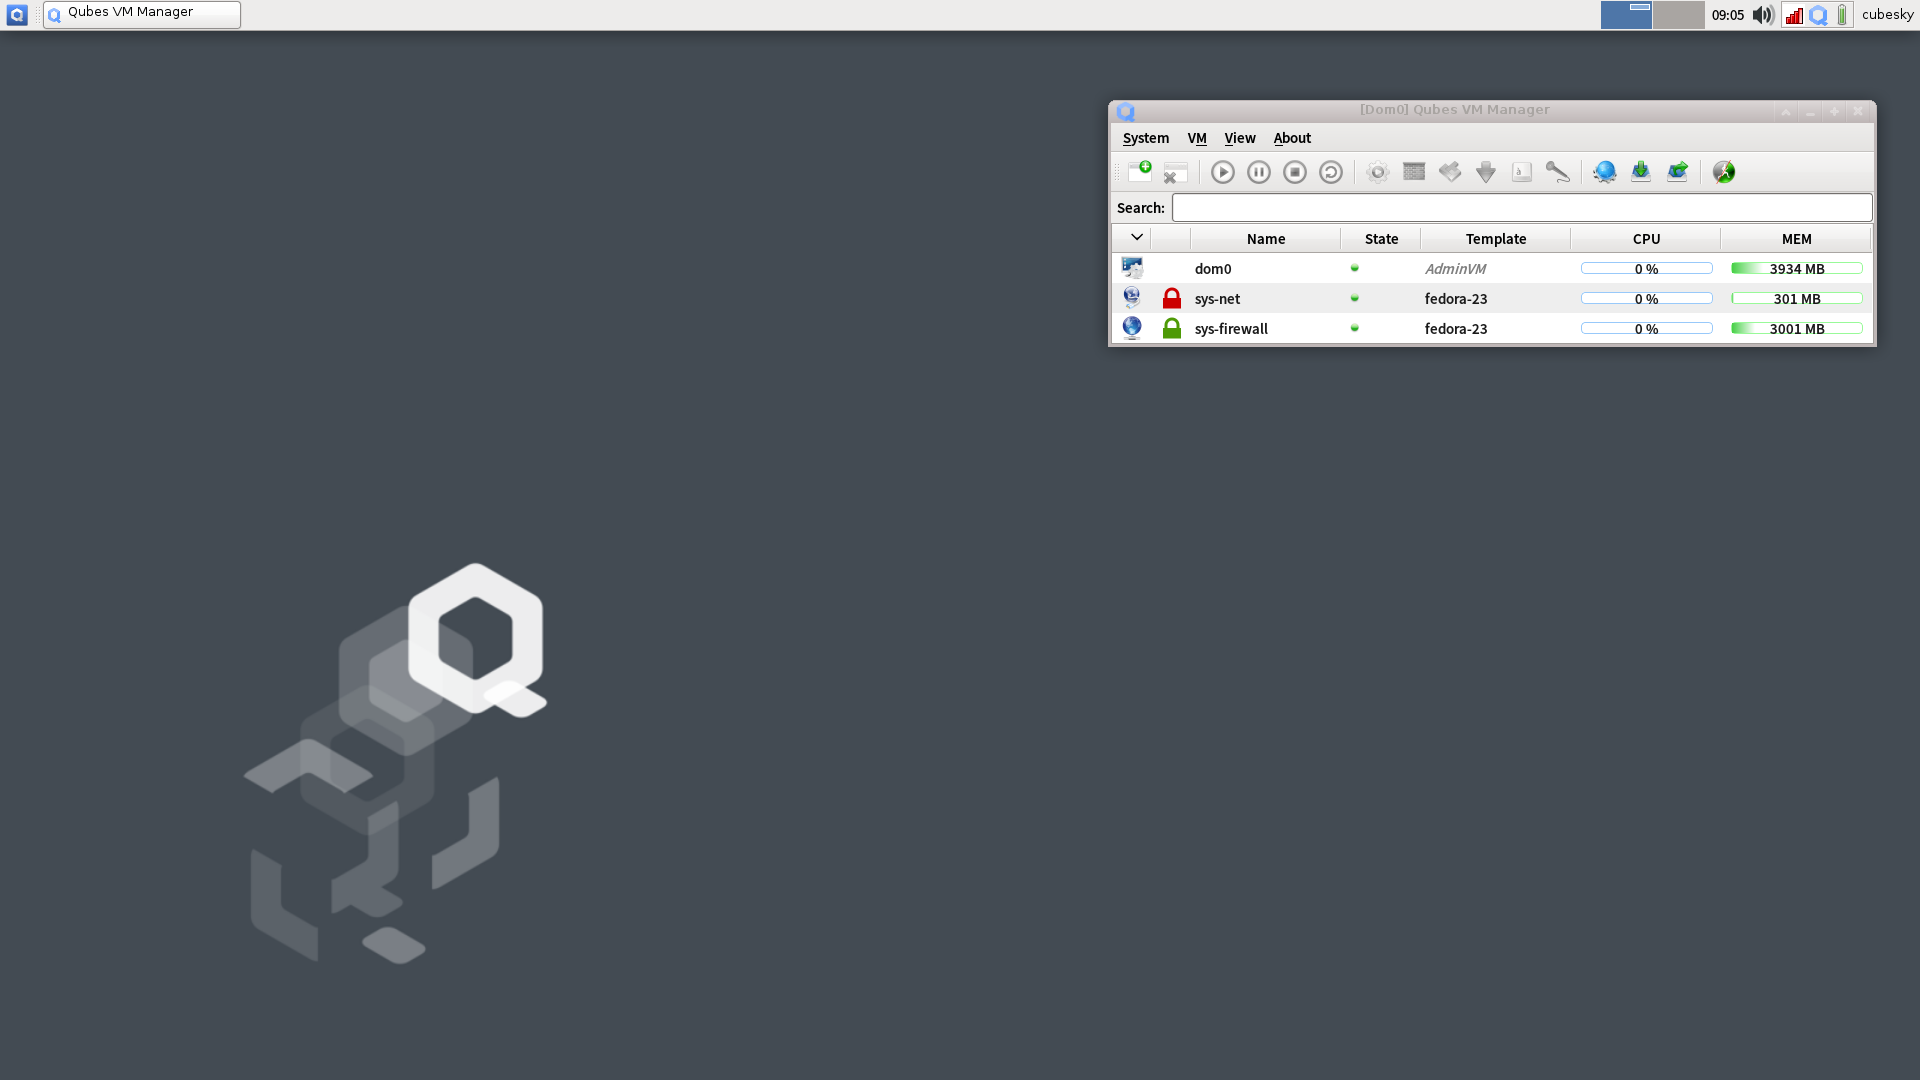 Qubes VM Manager
09:05
cubesky
[Dom0] Qubes VM Manager
System VM View About
Search:
Name State Template CPU MEM
dom0 AdminVM 0 % 3934 MB
sys-net fedora-23 0 % 301 MB
sys-firewall fedora-23 0 % 3001 MB